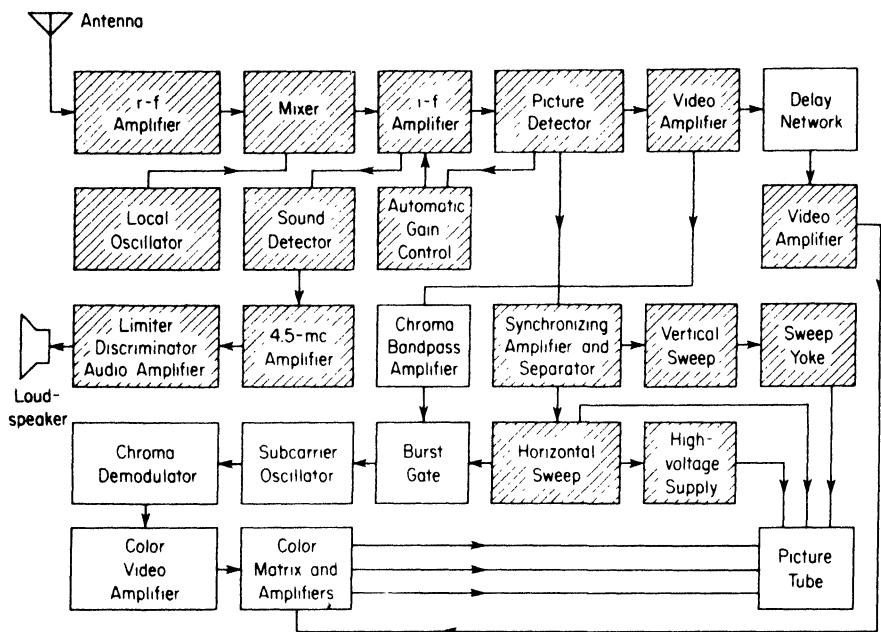 Antenna
r-f
Amplifier
Mixer
i-f
Amplifier
Picture
Detector
Video
Amplifier
Delay
Network
Local
Oscillator
Sound
Detector
Automatic
Gain
Control
Video
Amplifier
Loud-
speaker
Limiter
Discriminator
Audio Amplifier
4.5-mc
Amplifier
Chroma
Bandpass
Amplifier
Synchronizing
Amplifier and
Separator
Vertical
Sweep
Sweep
Yoke
Chroma
Demodulator
Subcarrier
Oscillator
Burst
Gate
Horizontal
Sweep
High-
voltage
Supply
Color
Video
Amplifier
Color
Matrix and
Amplifiers
Picture
Tube